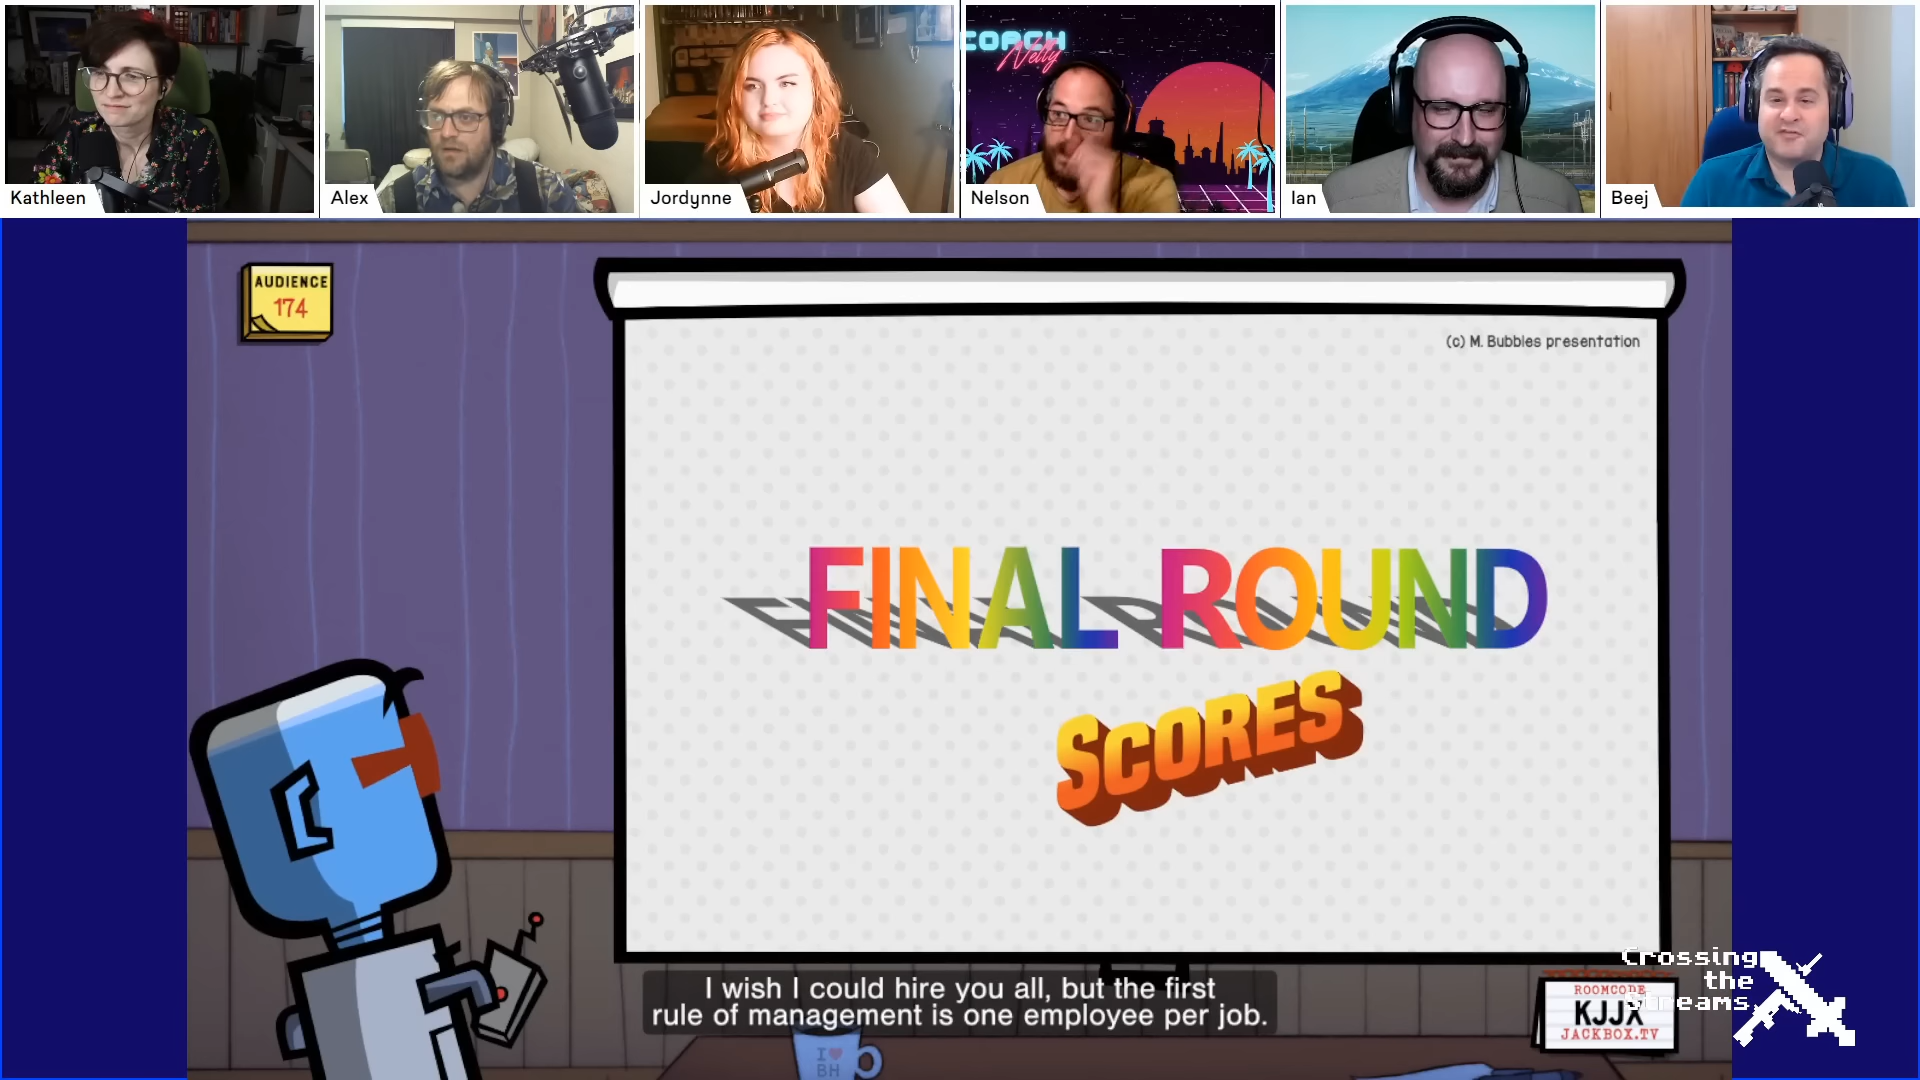 COACH
Nelly
Kathleen
Alex
Jordynne
Nelson
Ian
Beej
AUDIENCE
174
(c) M. Bubbles presentation
FINAL ROUND
SCORES
I wish I could hire you all, but the first
rule of management is one employee per job.
I ♥
BH
ROOMCODE
KJJX
JACKBOX.TV
Crossing
the
Streams